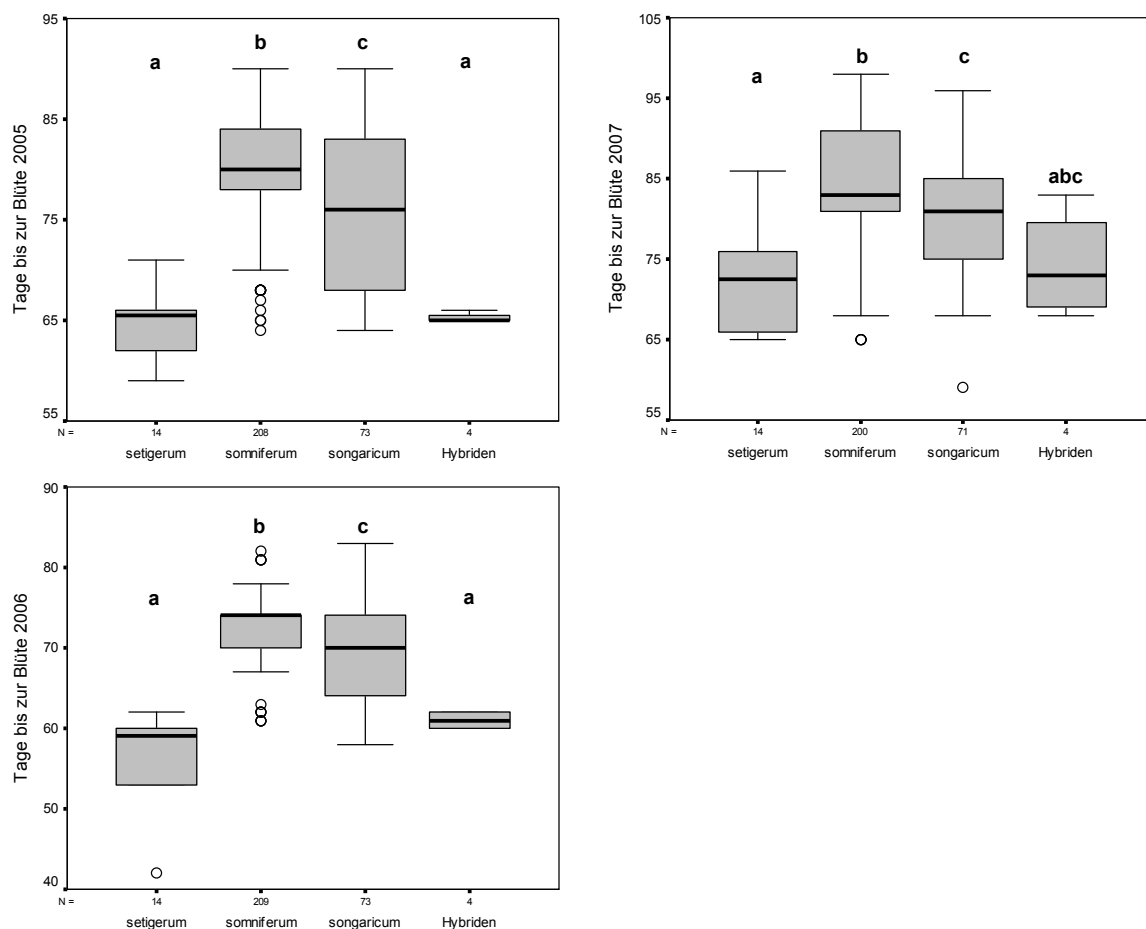 Tage bis zur Blüte 2005
95
85
75
65
55
a
b
c
a
N =
14
208
73
4
setigerum
somniferum
songaricum
Hybriden
Tage bis zur Blüte 2007
105
95
85
75
65
55
a
b
c
abc
N =
14
200
71
4
setigerum
somniferum
songaricum
Hybriden
Tage bis zur Blüte 2006
90
80
70
60
50
40
a
b
c
a
N =
14
209
73
4
setigerum
somniferum
songaricum
Hybriden